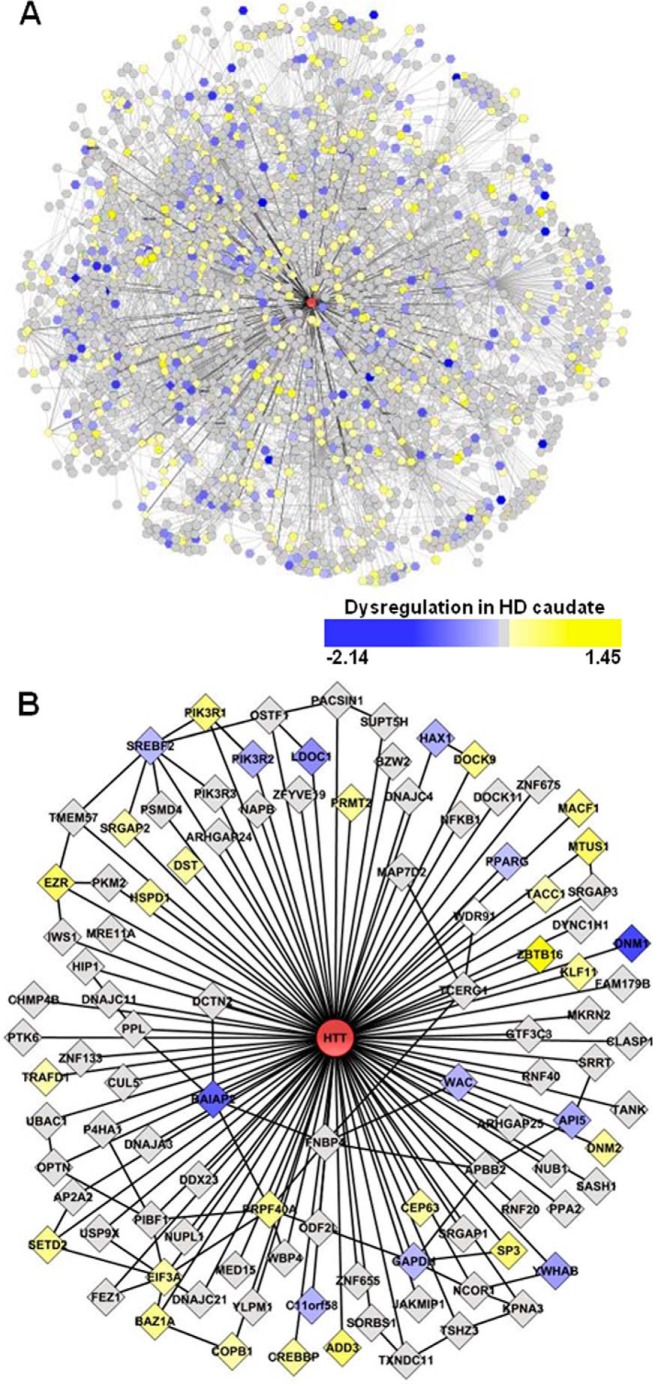 A
Dysregulation in HD caudate
-2.14 1.45
B
PIK3R1 OSTF1 PACSIN1
SUPT5H
SREBF2 PIK3R2 LDOC1 HAX1
BZW2 DOCK9
PIK3R3 ZFYVE19 DNAJC4 ZNF675
PSMD4 NAPB PRMT2 DOCK11
TMEM57 NFKB1 MACF1
SRGAP2 ARHGAP24
DST MAP7D2 PPARG MTUS1
EZR PKM2 HSPD1 TACC1 SRGAP3
WDR91 DYNC1H1
IWS1 MRE11A DNM1
ZBTB16
HIP1 KLF11
FAM179B
CHMP4B DNAJC11 DCTN2 TCERG1
MKRN2
PTK6 PPL HTT GTF3C3 CLASP1
ZNF133 SRRT
TRAFD1 CUL5 WAC RNF40
BAIAP2 TANK
UBAC1 P4HA1 ARHGAP25 API5
DNAJA3 FNBP4 DNM2
OPTN APBB2 NUB1
DDX23 SASH1
AP2A2 PRPF40A CEP63 RNF20 PPA2
PIBF1 ODF2L
USP9X NUPL1 SRGAP1
SETD2 WBP4 SP3
MED15 GAPDH YWHAB
EIF3A ZNF655
FEZ1 DNAJC21 NCOR1
YLPM1 C11orf58 JAKMIP1 KPNA3
BAZ1A SORBS1
TSHZ3
COPB1 CREBBP ADD3 TXNDC11